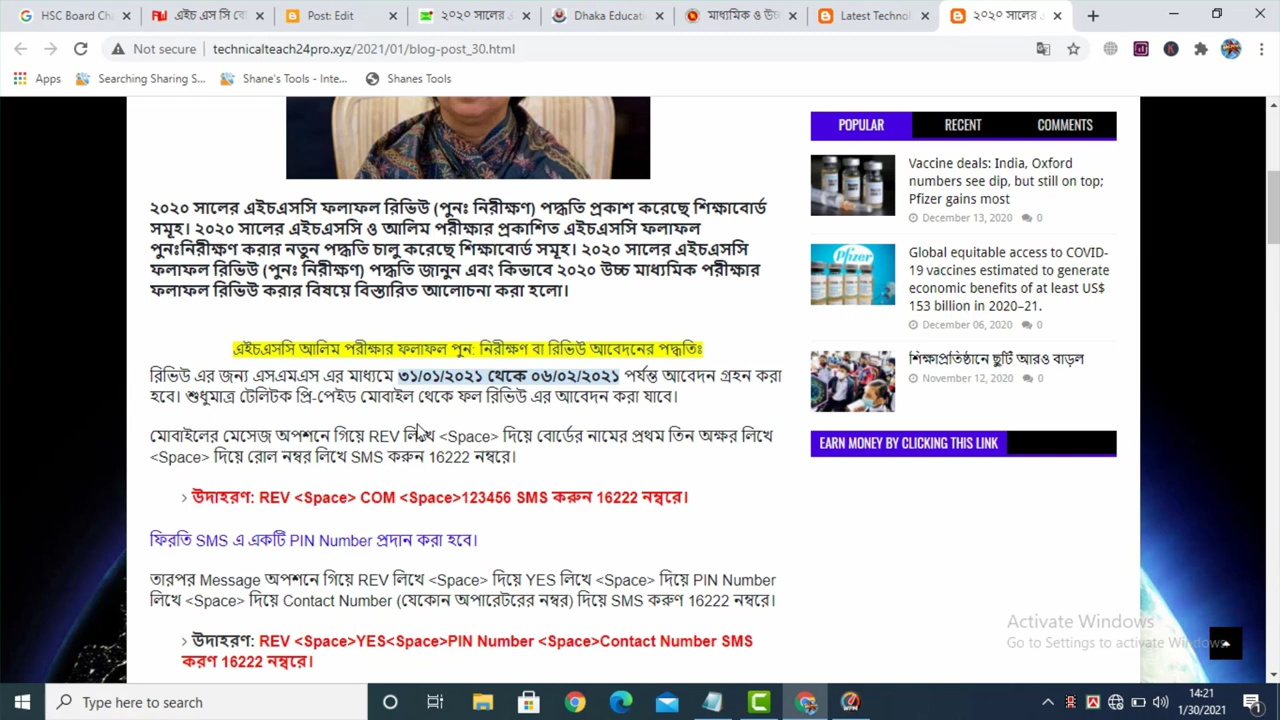 HSC Board Ch
এইচ এস সি বো
Post: Edit
২০২০ সালের এ
Dhaka Educati
মাধ্যমিক ও উচ্চ
Latest Technol
২০২০ সালের এ
Not secure
technicalteach24pro.xyz/2021/01/blog-post_30.html
Apps
Searching Sharing S...
Shane's Tools - Inte...
Shanes Tools
২০২০ সালের এইচএসসি ফলাফল রিভিউ (পুনঃ নিরীক্ষণ) পদ্ধতি প্রকাশ করেছে শিক্ষাবোর্ড
সমূহ। ২০২০ সালের এইচএসসি ও আলিম পরীক্ষার প্রকাশিত এইচএসসি ফলাফল
পুনঃনিরীক্ষণ করার নতুন পদ্ধতি চালু করেছে শিক্ষাবোর্ড সমূহ। ২০২০ সালের এইচএসসি
ফলাফল রিভিউ (পুনঃ নিরীক্ষণ) পদ্ধতি জানুন এবং কিভাবে ২০২০ উচ্চ মাধ্যমিক পরীক্ষার
ফলাফল রিভিউ করার বিষয়ে বিস্তারিত আলোচনা করা হলো।
এইচএসসি আলিম পরীক্ষার ফলাফল পুন: নিরীক্ষণ বা রিভিউ আবেদনের পদ্ধতিঃ
রিভিউ এর জন্য এসএমএস এর মাধ্যমে ৩১/০১/২০২১ থেকে ০৬/০২/২০২১ পর্যন্ত আবেদন গ্রহন করা
হবে। শুধুমাত্র টেলিটক প্রি-পেইড মোবাইল থেকে ফল রিভিউ এর আবেদন করা যাবে।
মোবাইলের মেসেজ অপশনে গিয়ে REV লিখে <Space> দিয়ে বোর্ডের নামের প্রথম তিন অক্ষর লিখে
<Space> দিয়ে রোল নম্বর লিখে SMS করুন 16222 নম্বরে।
› উদাহরণ: REV <Space> COM <Space>123456 SMS করুন 16222 নম্বরে।
ফিরতি SMS এ একটি PIN Number প্রদান করা হবে।
তারপর Message অপশনে গিয়ে REV লিখে <Space> দিয়ে YES লিখে <Space> দিয়ে PIN Number
লিখে <Space> দিয়ে Contact Number (যেকোন অপারেটরের নম্বর) দিয়ে SMS করুণ 16222 নম্বরে।
› উদাহরণ: REV <Space>YES<Space>PIN Number <Space>Contact Number SMS
করণ 16222 নম্বরে।
POPULAR
RECENT
COMMENTS
Vaccine deals: India, Oxford
numbers see dip, but still on top;
Pfizer gains most
December 13, 2020 0
Global equitable access to COVID-
19 vaccines estimated to generate
economic benefits of at least US$
153 billion in 2020–21.
December 06, 2020 0
শিক্ষাপ্রতিষ্ঠানে ছুটি আরও বাড়ল
November 12, 2020 0
EARN MONEY BY CLICKING THIS LINK
Activate Windows
Go to Settings to activate Windows.
Type here to search
14:21
1/30/2021